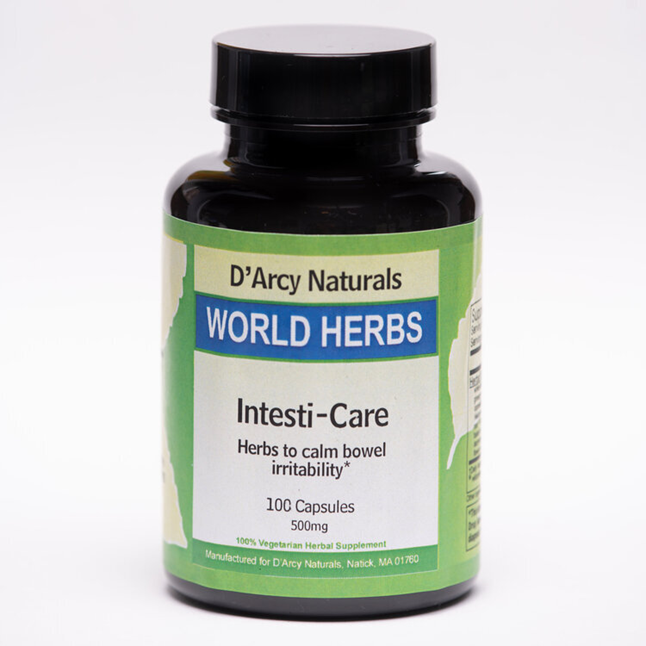 D'Arcy Naturals
WORLD HERBS
Intesti-Care
Herbs to calm bowel
irritability*
100 Capsules
500mg
100% Vegetarian Herbal Supplement
Manufactured for D'Arcy Naturals, Natick, MA 01760